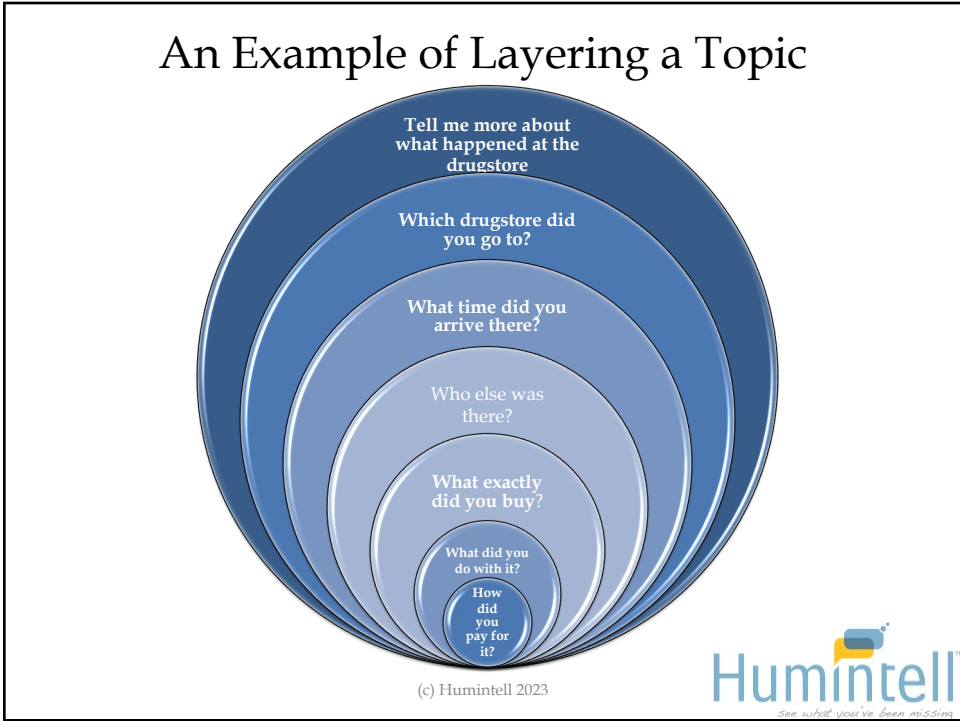 An Example of Layering a Topic
Tell me more about
what happened at the
drugstore
Which drugstore did
you go to?
What time did you
arrive there?
Who else was
there?
What exactly
did you buy?
What did you
do with it?
How
did
you
pay for
it?
(c) Humintell 2023
Humintell™
see what you've been missing